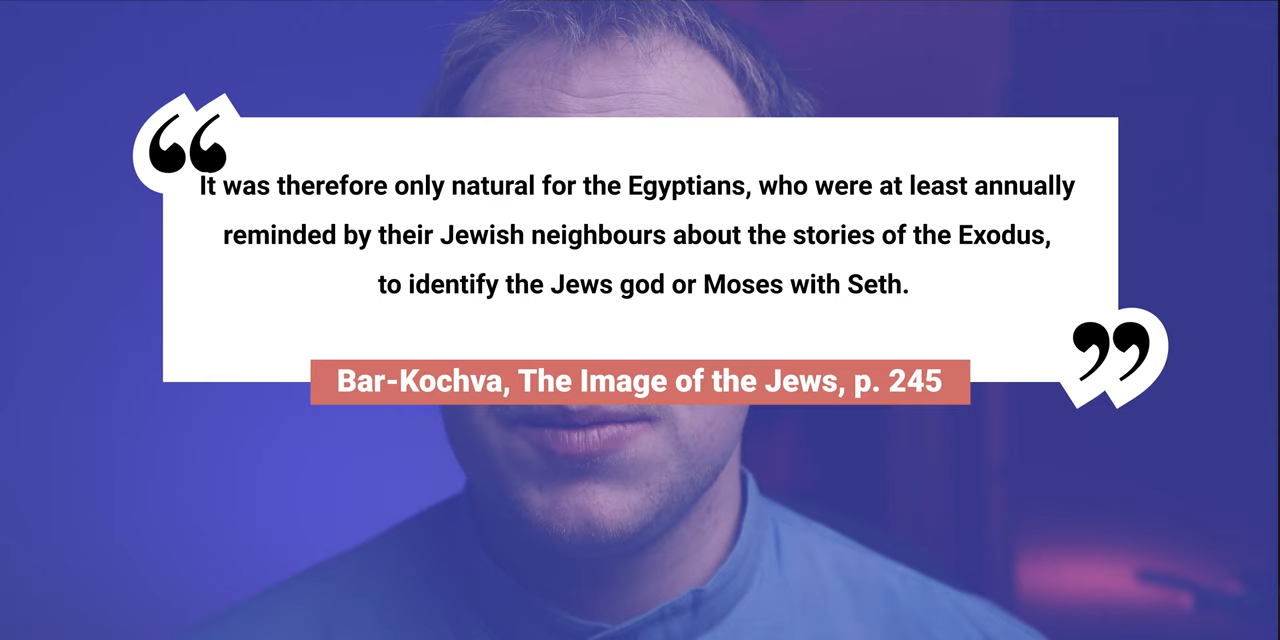 It was therefore only natural for the Egyptians, who were at least annually
reminded by their Jewish neighbours about the stories of the Exodus,
to identify the Jews god or Moses with Seth.
Bar-Kochva, The Image of the Jews, p. 245